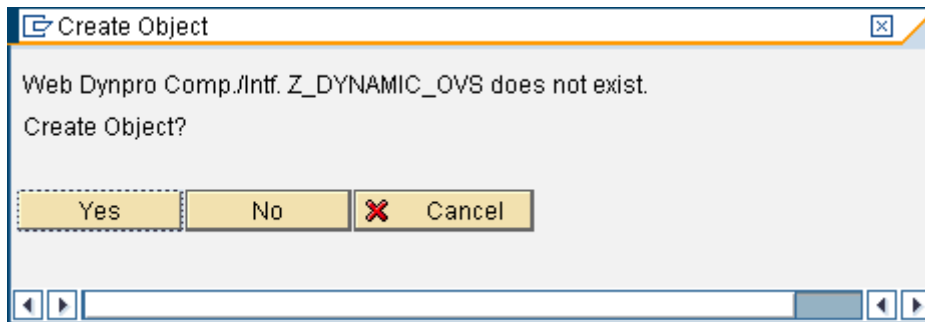 Create Object
Web Dynpro Comp./Intf. Z_DYNAMIC_OVS does not exist.
Create Object?
Yes No Cancel